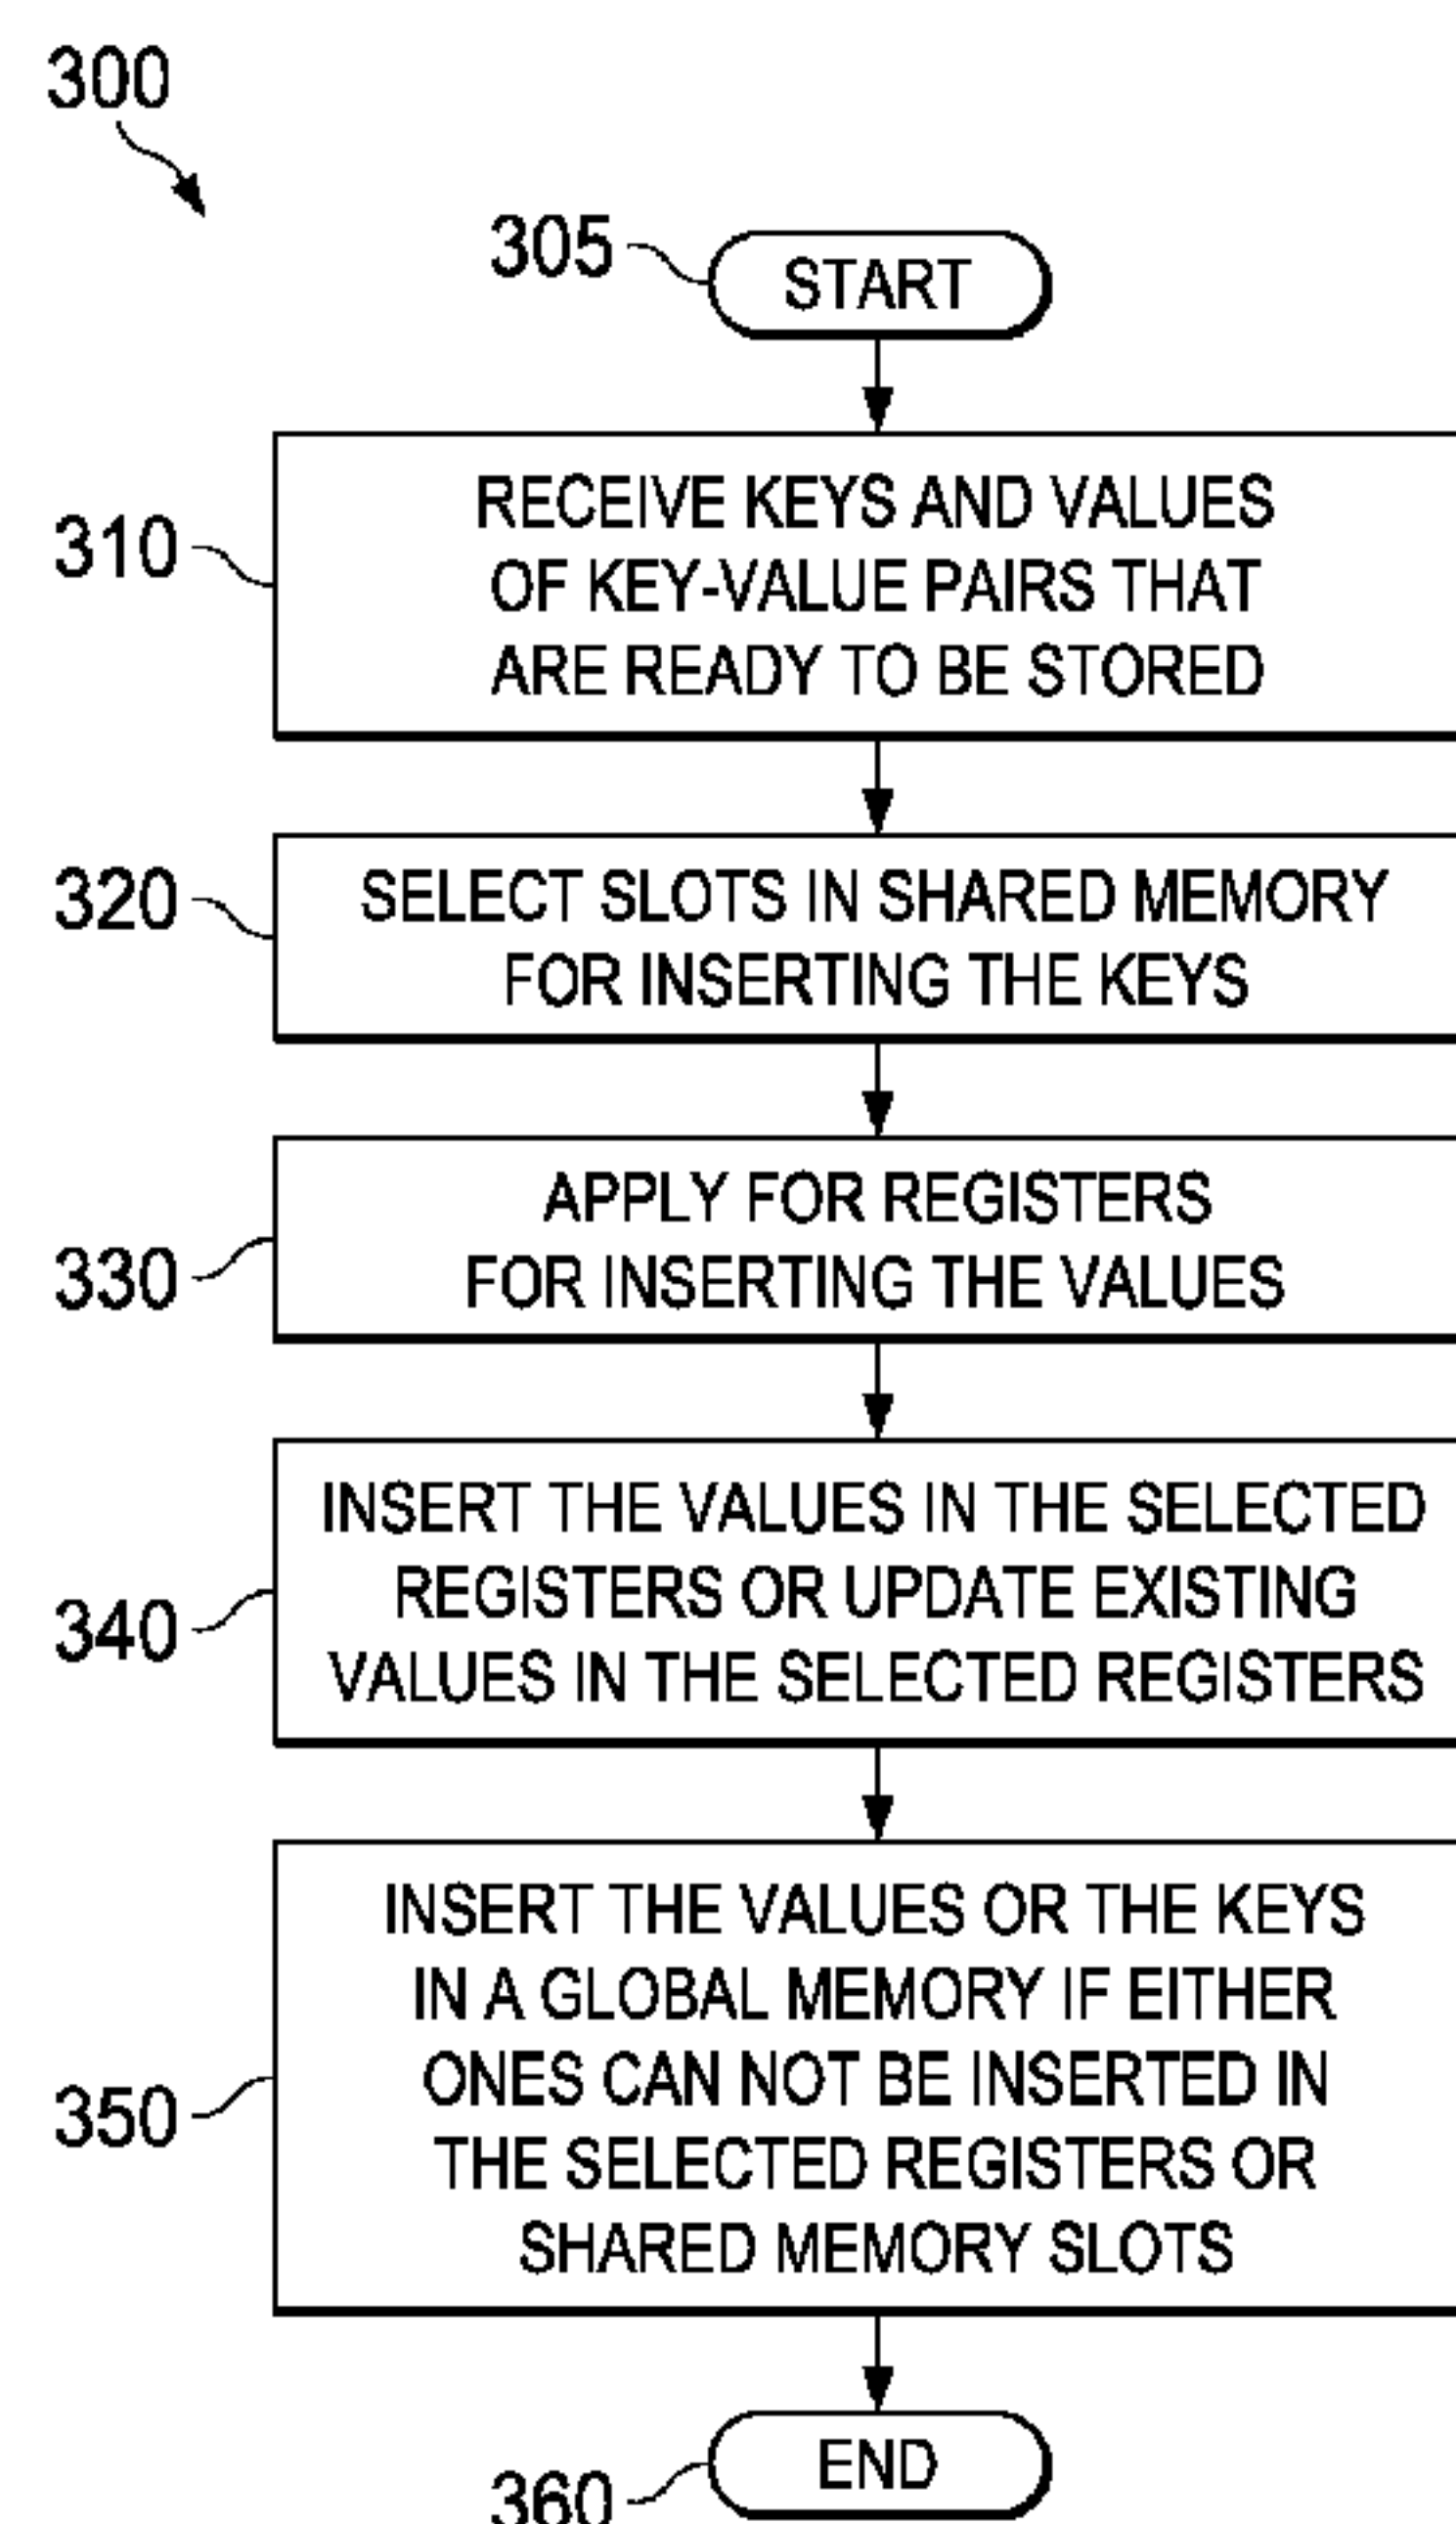 300
305
START
310
RECEIVE KEYS AND VALUES
OF KEY-VALUE PAIRS THAT
ARE READY TO BE STORED
320
SELECT SLOTS IN SHARED MEMORY
FOR INSERTING THE KEYS
330
APPLY FOR REGISTERS
FOR INSERTING THE VALUES
340
INSERT THE VALUES IN THE SELECTED
REGISTERS OR UPDATE EXISTING
VALUES IN THE SELECTED REGISTERS
350
INSERT THE VALUES OR THE KEYS
IN A GLOBAL MEMORY IF EITHER
ONES CAN NOT BE INSERTED IN
THE SELECTED REGISTERS OR
SHARED MEMORY SLOTS
360
END